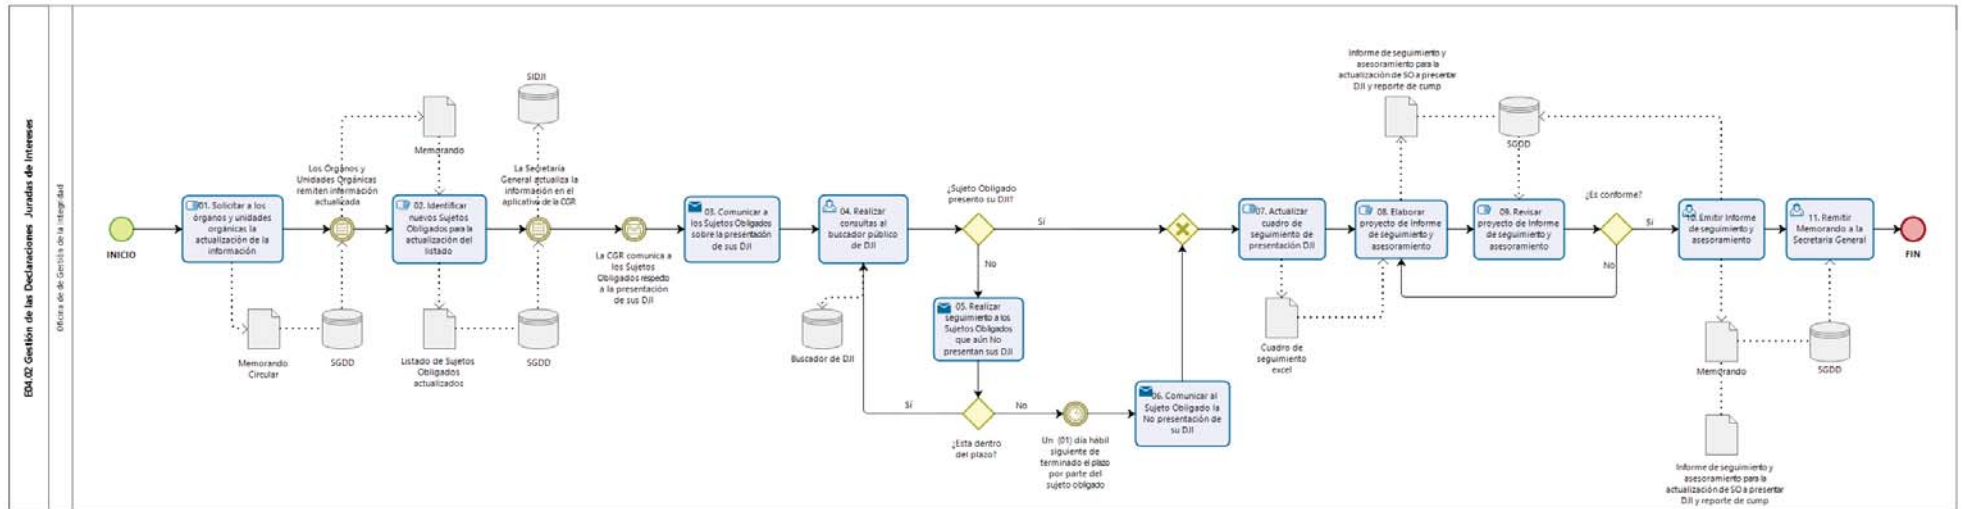 E04.02 Gestión de las Declaraciones Juradas de Intereses
Oficina de de Gestión de la Integridad
INICIO
01. Solicitar a los
órganos y unidades
orgánicas la
actualización de la
información
Memorando
Circular
SGDD
Los Órganos y
Unidades Orgánicas
remiten información
actualizada
Memorando
02. Identificar
nuevos Sujetos
Obligados para la
actualización del
listado
Listado de Sujetos
Obligados
actualizados
SGDD
SIDJI
La Secretaría
General actualiza la
información en el
aplicativo de la CGR
La CGR comunica a
los Sujetos
Obligados respecto
a la presentación
de sus DJI
03. Comunicar a
los Sujetos Obligados
sobre la presentación
de sus DJI
04. Realizar
consultas al
buscador público
de DJI
Buscador de DJI
¿Sujeto Obligado
presento su DJI?
Sí
No
05. Realizar
seguimiento a los
Sujetos Obligados
que aún No
presentan sus DJI
Sí
No
¿Esta dentro
del plazo?
Un (01) día hábil
siguiente de
terminado el plazo
por parte del
sujeto obligado
06. Comunicar al
Sujeto Obligado la
No presentación de
su DJI
07. Actualizar
cuadro de
seguimiento de
presentación DJI
Cuadro de
seguimiento
excel
Informe de seguimiento y
asesoramiento para la
actualización de SO a presentar
DJI y reporte de cump
SGDD
08. Elaborar
proyecto de Informe
de seguimiento y
asesoramiento
09. Revisar
proyecto de Informe
de seguimiento y
asesoramiento
¿Es conforme?
Sí
No
10. Emitir Informe
de seguimiento y
asesoramiento
Memorando
SGDD
Informe de seguimiento y
asesoramiento para la
actualización de SO a presentar
DJI y reporte de cump
11. Remitir
Memorando a la
Secretaria General
FIN